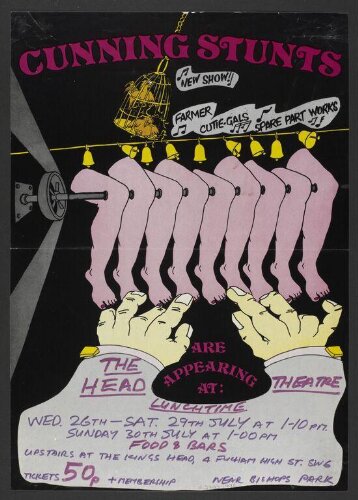 CUNNING STUNTS
NEW SHOW!!
FARMER
CUTIE-GALS
SPARE PART WORKS
ARE
APPEARING
AT:
THE
HEAD
THEATRE
LUNCHTIME
WED. 26TH - SAT. 29TH JULY AT 1-10 PM.
SUNDAY 30TH JULY AT 1-00PM
FOOD & BARS
UPSTAIRS AT THE KINGS HEAD, 4 FULHAM HIGH ST. SW6
TICKETS 50p + MEMBERSHIP NEAR BISHOPS PARK